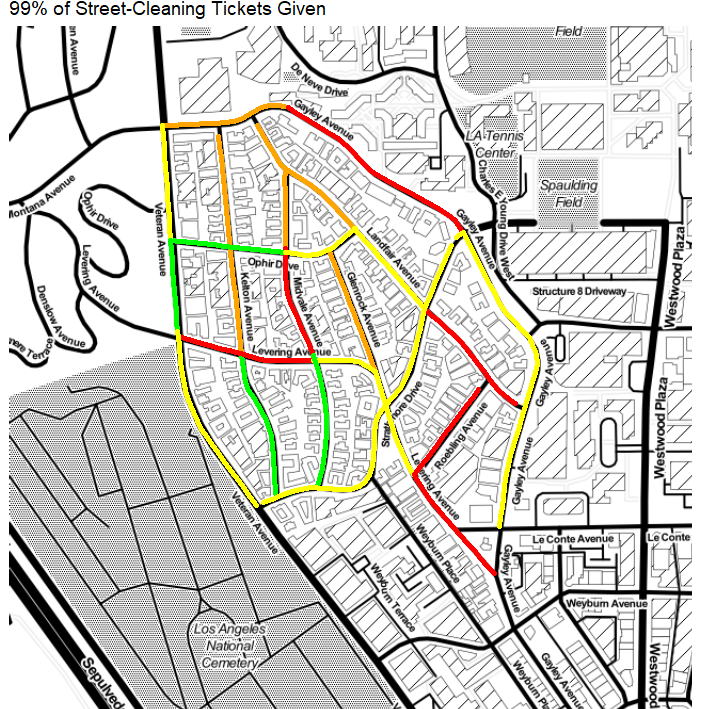 99% of Street-Cleaning Tickets Given
Field
en Avenue
De Neve Drive
Gayley Avenue
LA Tennis
Center
Charles E Young Drive West
Spaulding
Field
Montana Avenue
Ophir Drive
Veteran Avenue
Levering Avenue
Gayley Avenue
Landfair Avenue
Westwood Plaza
Ophir Drive
Kelton Avenue
Midvale Avenue
Glenrock Avenue
Structure 8 Driveway
Denslow Avenue
mere Terrace
Levering Avenue
Gayley Avenue
Strathmore Drive
Westwood Plaza
Roebling Avenue
Levering Avenue
Gayley Avenue
Veteran Avenue
Weyburn Place
Le Conte Avenue
Le Conte
Gayley Avenue
Weyburn Terrace
Weyburn Avenue
Los Angeles
National
Cemetery
Sepulved
Weyburn Pl
Gayley Avenue
Westwood